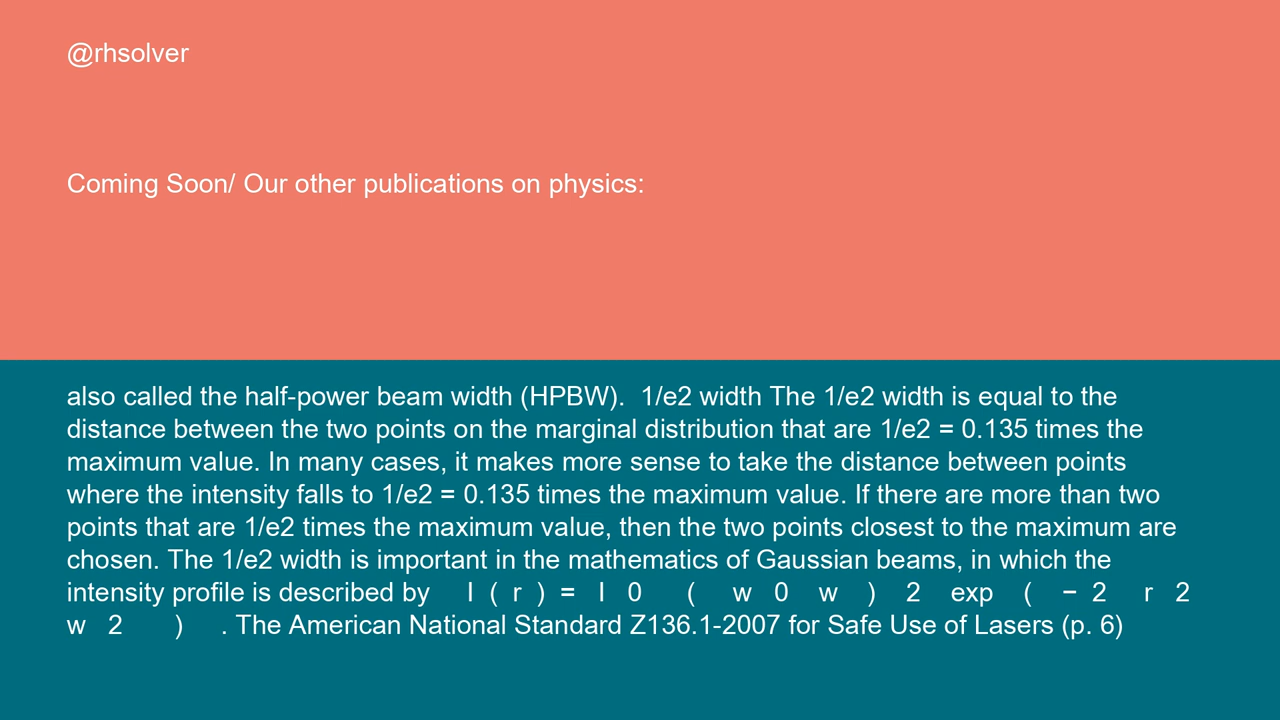 @rhsolver
Coming Soon/ Our other publications on physics:
also called the half-power beam width (HPBW).  1/e2 width The 1/e2 width is equal to the
distance between the two points on the marginal distribution that are 1/e2 = 0.135 times the
maximum value. In many cases, it makes more sense to take the distance between points
where the intensity falls to 1/e2 = 0.135 times the maximum value. If there are more than two
points that are 1/e2 times the maximum value, then the two points closest to the maximum are
chosen. The 1/e2 width is important in the mathematics of Gaussian beams, in which the
intensity profile is described by I ( r ) = I 0 ( w 0 w ) 2 exp ( − 2 r 2
w 2 ) . The American National Standard Z136.1-2007 for Safe Use of Lasers (p. 6)